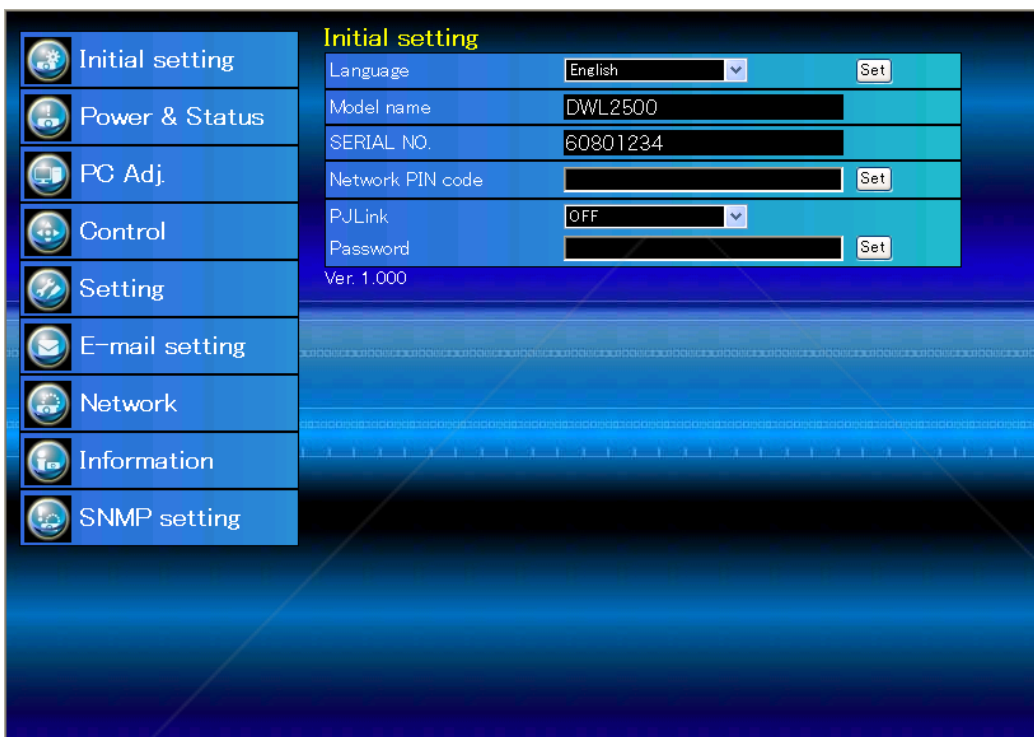 Initial setting
Power & Status
PC Adj.
Control
Setting
E-mail setting
Network
Information
SNMP setting
Initial setting
Language English Set
Model name DWL2500
SERIAL NO. 60801234
Network PIN code Set
PJLink OFF
Password Set
Ver. 1.000